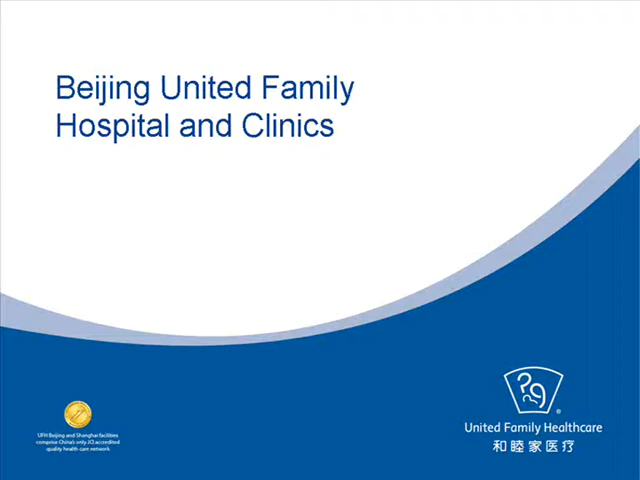 Beijing United Family
Hospital and Clinics
UFH Beijing and Shanghai facilities
comprise China's only JCI accredited
quality health care network.
®
United Family Healthcare
和睦家医疗